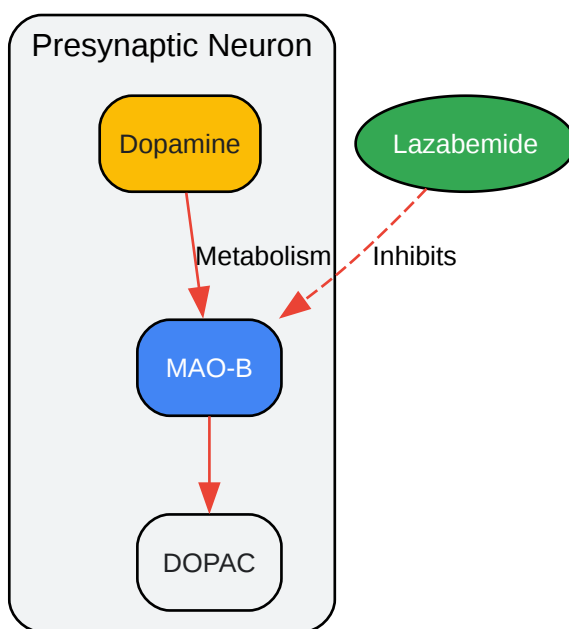 Presynaptic Neuron
Dopamine
Lazabemide
Metabolism
Inhibits
MAO-B
DOPAC